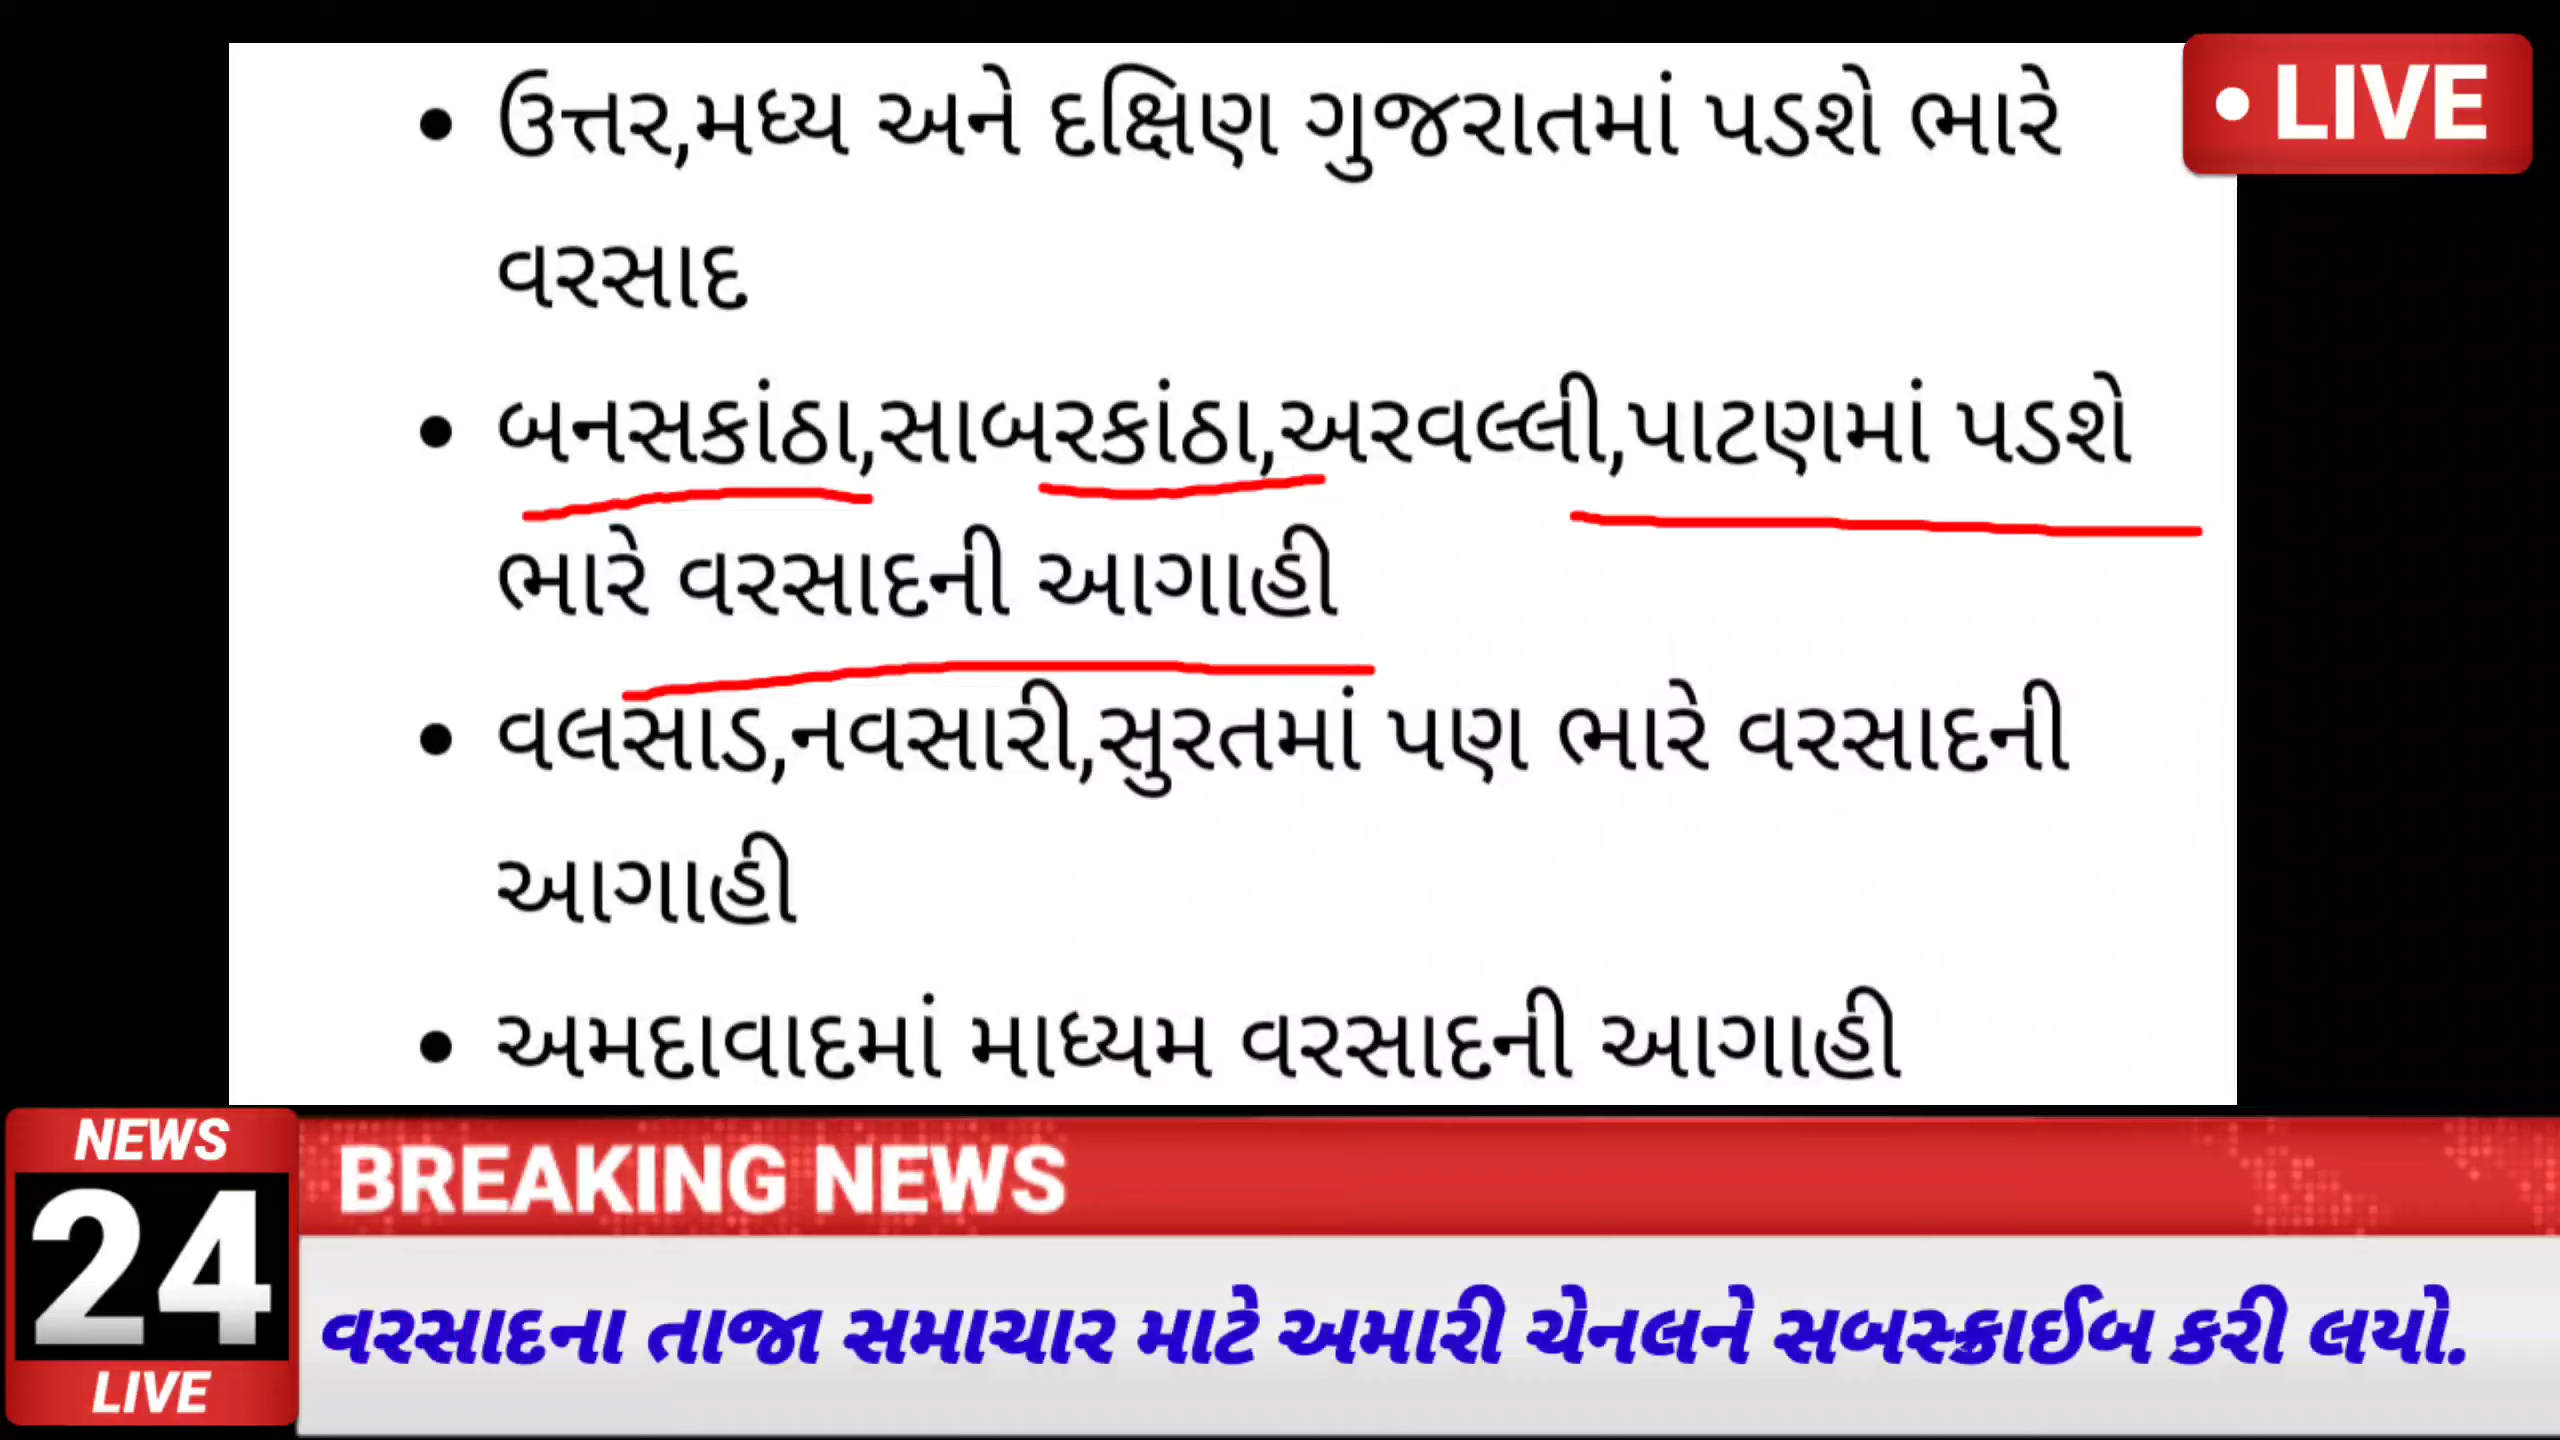 • LIVE
• ઉત્તર,મધ્ય અને દક્ષિણ ગુજરાતમાં પડશે ભારે
વરસાદ
• બનસકાંઠા,સાબરકાંઠા,અરવલ્લી,પાટણમાં પડશે
ભારે વરસાદની આગાહી
• વલસાડ,નવસારી,સુરતમાં પણ ભારે વરસાદની
આગાહી
• અમદાવાદમાં માધ્યમ વરસાદની આગાહી
NEWS
24
LIVE
BREAKING NEWS
વરસાદના તાજા સમાચાર માટે અમારી ચેનલને સબસ્ક્રાઈબ કરી લયો.